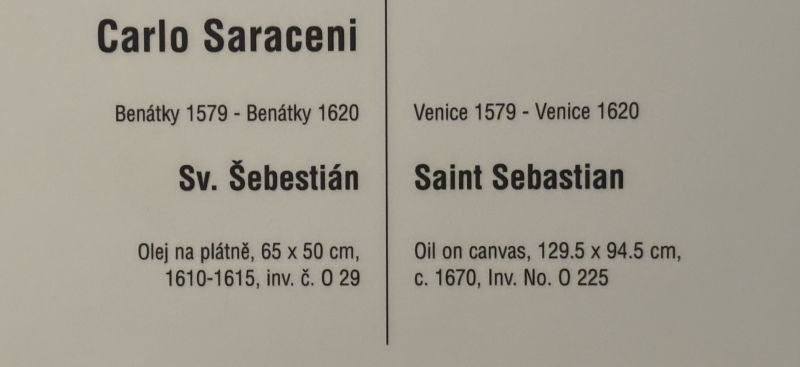 Carlo Saraceni
Benátky 1579 - Benátky 1620
Sv. Šebestián
Olej na plátně, 65 x 50 cm,
1610-1615, inv. č. O 29
Venice 1579 - Venice 1620
Saint Sebastian
Oil on canvas, 129.5 x 94.5 cm,
c. 1670, Inv. No. O 225